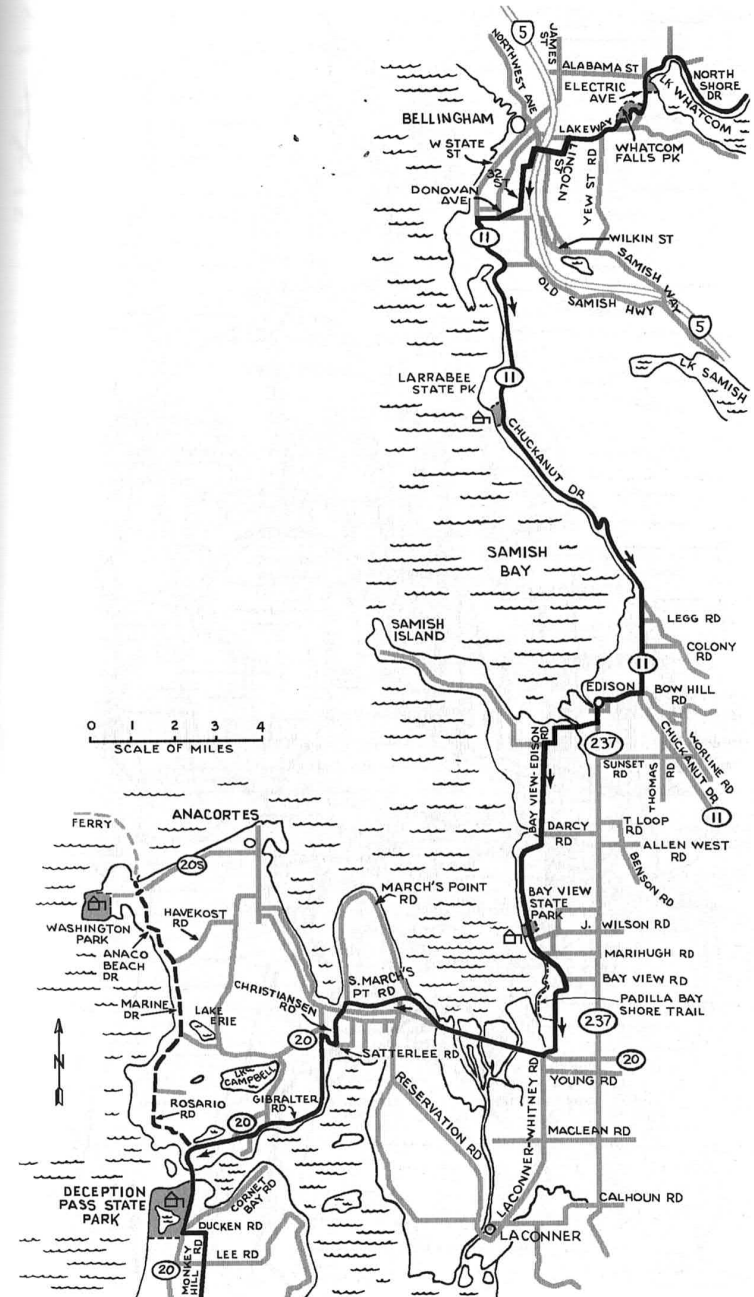 5
JAMES
ST
NORTHWEST AVE
ALABAMA ST
ELECTRIC
AVE
NORTH
SHORE
DR
LK WHATCOM
BELLINGHAM
LAKEWAY
WHATCOM
FALLS PK
W STATE
ST
32
ST
LINCOLN
ST
YEW ST RD
DONOVAN
AVE
11
WILKIN ST
SAMISH WAY
OLD SAMISH HWY
5
LARRABEE
STATE PK
11
LK SAMISH
CHUCKANUT DR
SAMISH
BAY
SAMISH
ISLAND
LEGG RD
COLONY
RD
11
EDISON
BOW HILL
RD
0 1 2 3 4
SCALE OF MILES
BAY VIEW-EDISON
RD
237
SUNSET
RD
THOMAS
RD
WORLINE RD
CHUCKANUT DR
11
FERRY
ANACORTES
20S
DARCY
RD
T LOOP
RD
ALLEN WEST
RD
BENSON RD
MARCH'S POINT
RD
BAY VIEW
STATE
PARK
WASHINGTON
PARK
HAVEKOST
RD
J. WILSON RD
ANACO
BEACH
DR
MARIHUGH RD
S. MARCH'S
PT RD
BAY VIEW RD
CHRISTIANSEN
RD
PADILLA BAY
SHORE TRAIL
MARINE
DR
LAKE
ERIE
237
N
20
SATTERLEE RD
20
YOUNG RD
LKE
CAMPBELL
ROSARIO
RD
GIBRALTER
RD
20
RESERVATION RD
LACONNER-WHITNEY RD
MACLEAN RD
DECEPTION
PASS STATE
PARK
CORNET
BAY RD
CALHOUN RD
DUCKEN RD
LACONNER
LEE RD
20
MONKEY
HILL RD